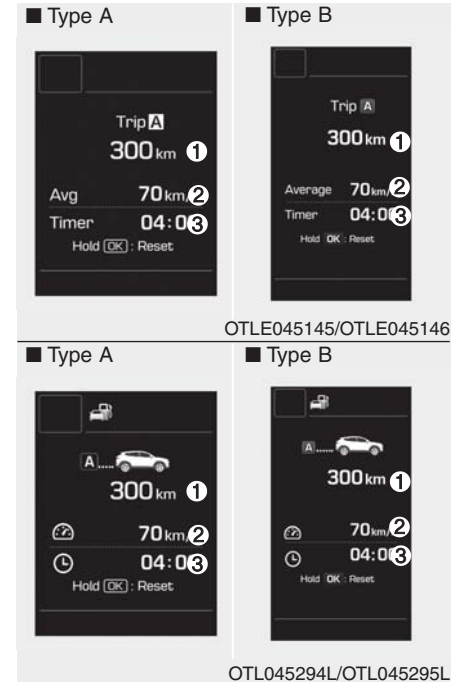 ■ Type A
■ Type B
Trip A
300 km ①
Avg 70 km/ ②
Timer 04:0 ③
Hold OK : Reset
Trip A
300 km ①
Average 70 km/ ②
Timer 04:0 ③
Hold OK : Reset
OTLE045145/OTLE045146
■ Type A
■ Type B
A.....
300 km ①
70 km/ ②
04:0 ③
Hold OK : Reset
A......
300 km ①
70 km/ ②
04:0 ③
Hold OK : Reset
OTL045294L/OTL045295L